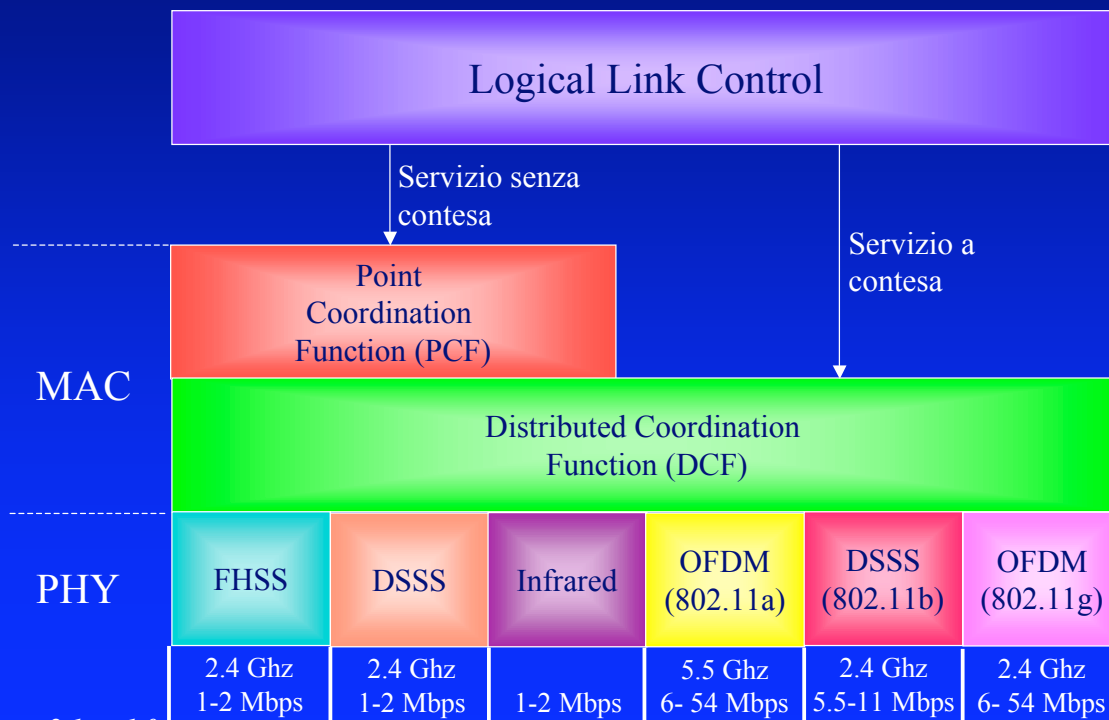 Logical Link Control
Servizio senza
contesa
Servizio a
contesa
Point
Coordination
Function (PCF)
MAC
Distributed Coordination
Function (DCF)
PHY
FHSS
DSSS
Infrared
OFDM
(802.11a)
DSSS
(802.11b)
OFDM
(802.11g)
2.4 Ghz
1-2 Mbps
2.4 Ghz
1-2 Mbps
1-2 Mbps
5.5 Ghz
6- 54 Mbps
2.4 Ghz
5.5-11 Mbps
2.4 Ghz
6- 54 Mbps